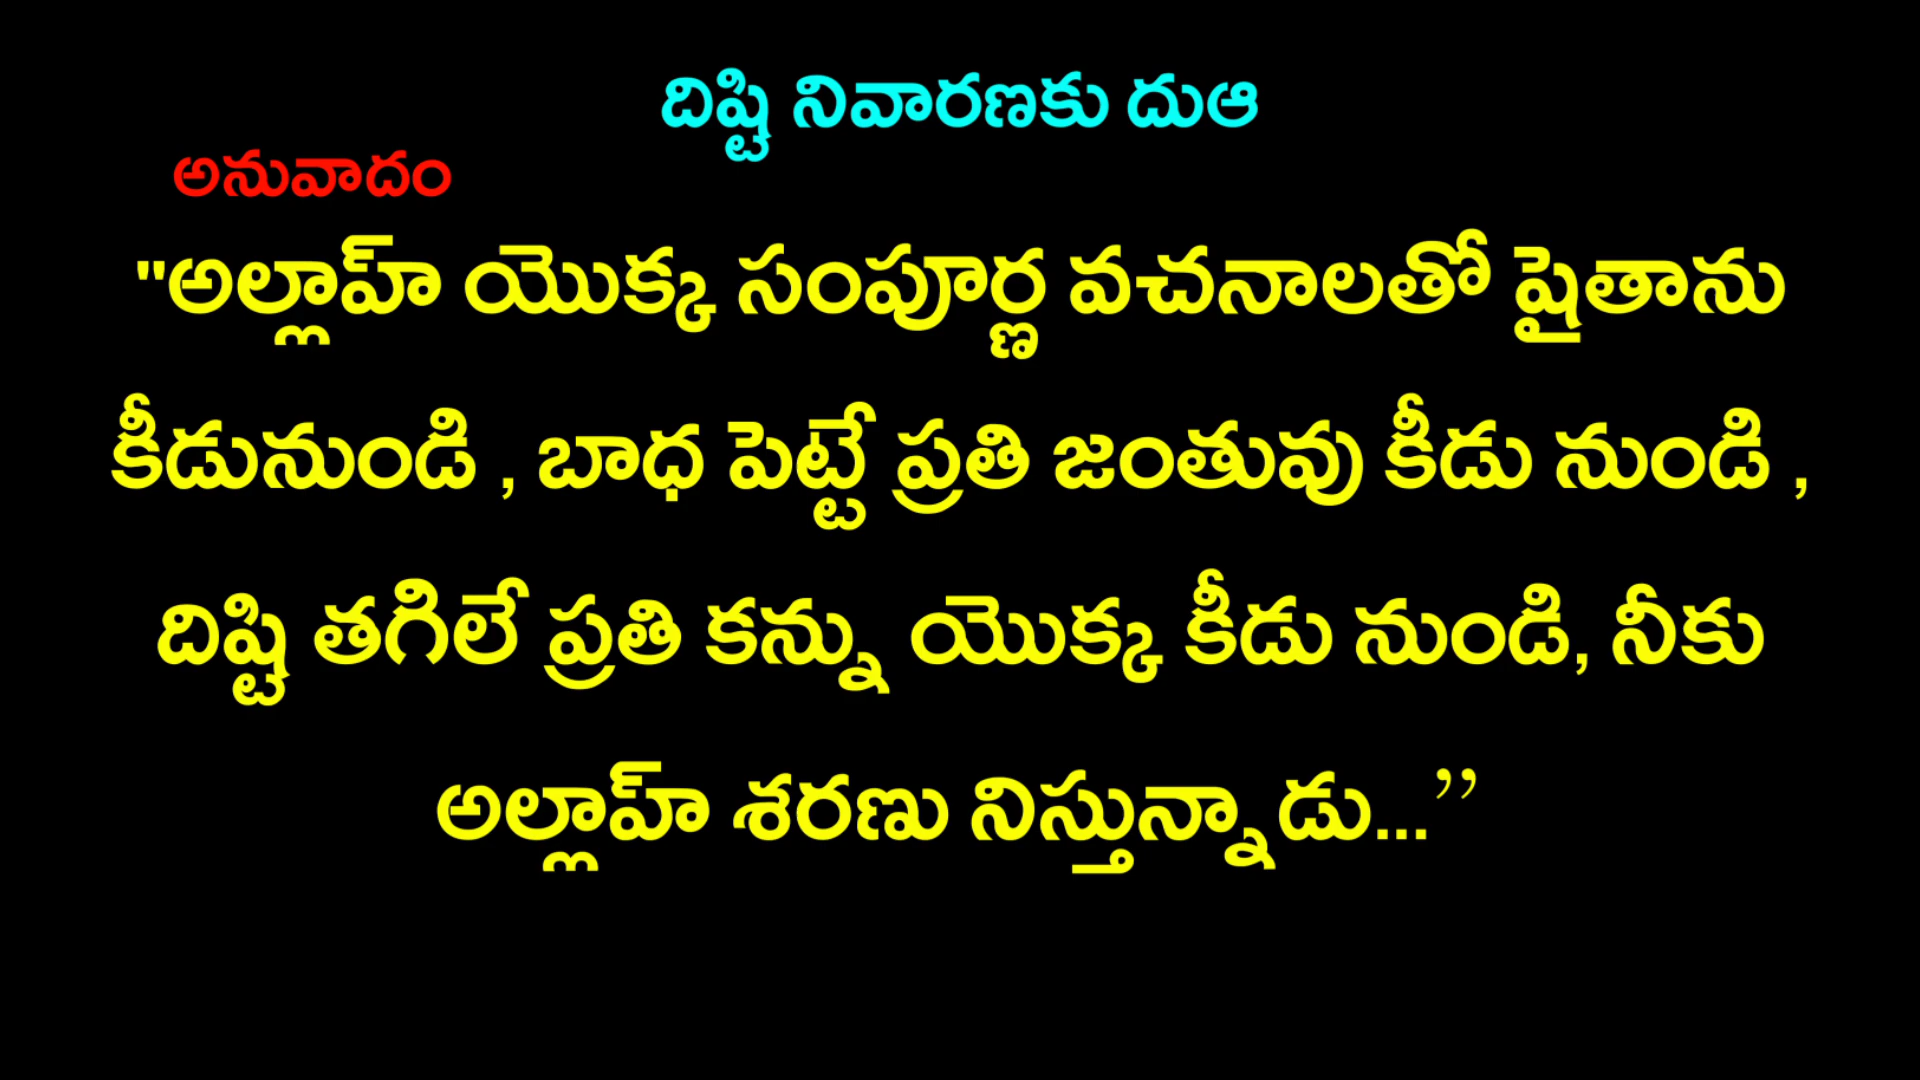 దిష్టి నివారణకు దుఆ
అనువాదం
"అల్లాహ్ యొక్క సంపూర్ణ వచనాలతో షైతాను
కీడునుండి , బాధ పెట్టే ప్రతి జంతువు కీడు నుండి ,
దిష్టి తగిలే ప్రతి కన్ను యొక్క కీడు నుండి, నీకు
అల్లాహ్ శరణు నిస్తున్నాడు...”